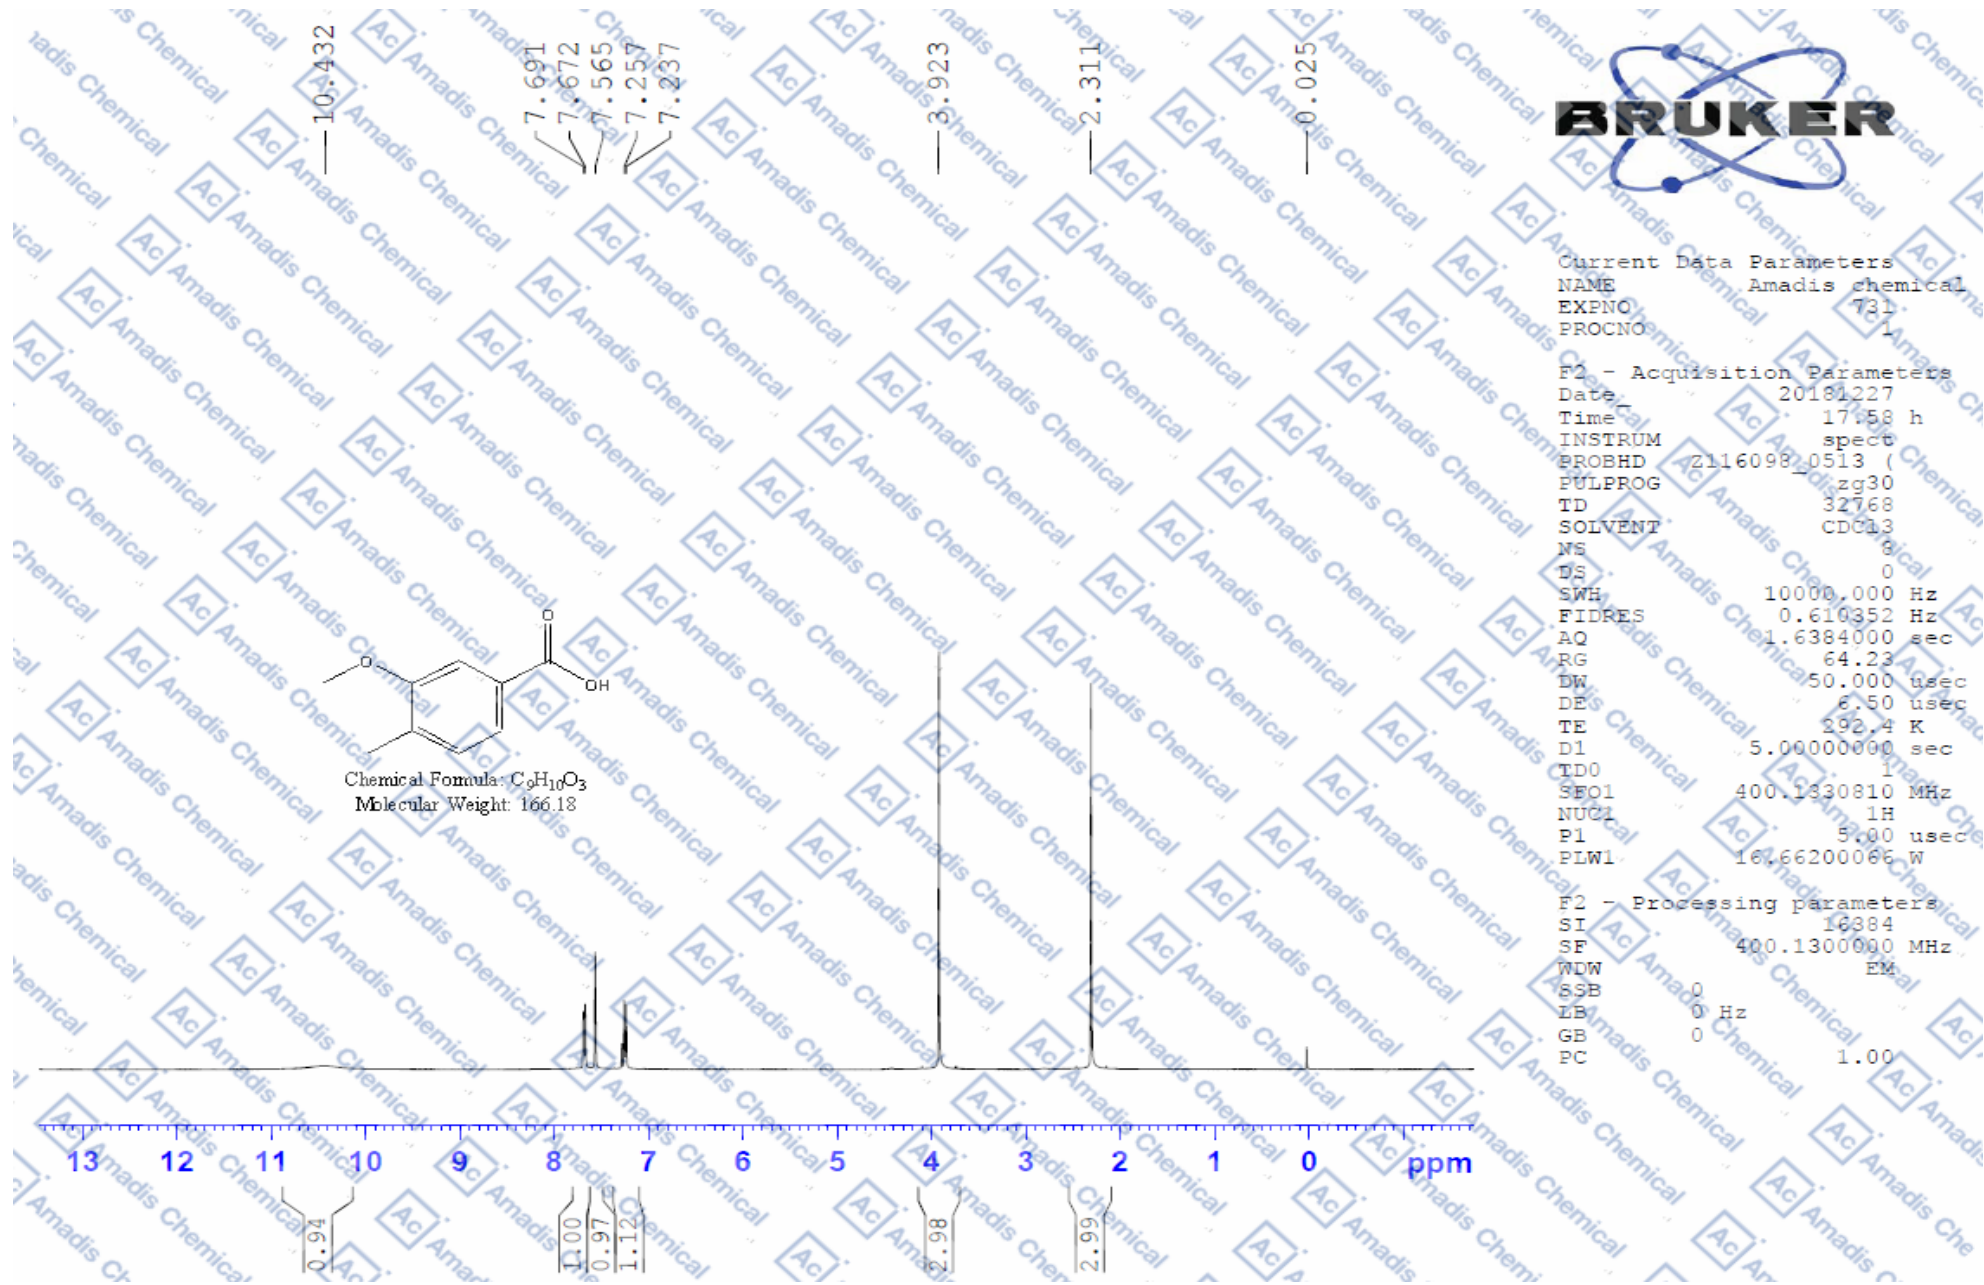 10.432
7.691
7.672
7.565
7.257
7.237
3.923
2.311
0.025
BRUKER
Current Data Parameters
NAME Amadis chemical
EXPNO 731
PROCNO 1
F2 - Acquisition Parameters
Date_ 20181227
Time 17.58 h
INSTRUM spect
PROBHD Z116098_0513 (
PULPROG zg30
TD 32768
SOLVENT CDCl3
NS 8
DS 0
SWH 10000.000 Hz
FIDRES 0.610352 Hz
AQ 1.6384000 sec
RG 64.23
DW 50.000 usec
DE 6.50 usec
TE 292.4 K
D1 5.00000000 sec
TD0 1
SFO1 400.1330810 MHz
NUC1 1H
P1 5.00 usec
PLW1 16.66200066 W
F2 - Processing parameters
SI 16384
SF 400.1300000 MHz
WDW EM
SSB 0
LB 0 Hz
GB 0
PC 1.00
O
O
OH
Chemical Formula: C9H10O3
Molecular Weight: 166.18
13 12 11 10 9 8 7 6 5 4 3 2 1 0 ppm
0.94
1.00
0.97
1.12
2.98
2.99
Ac Amadis Chemical